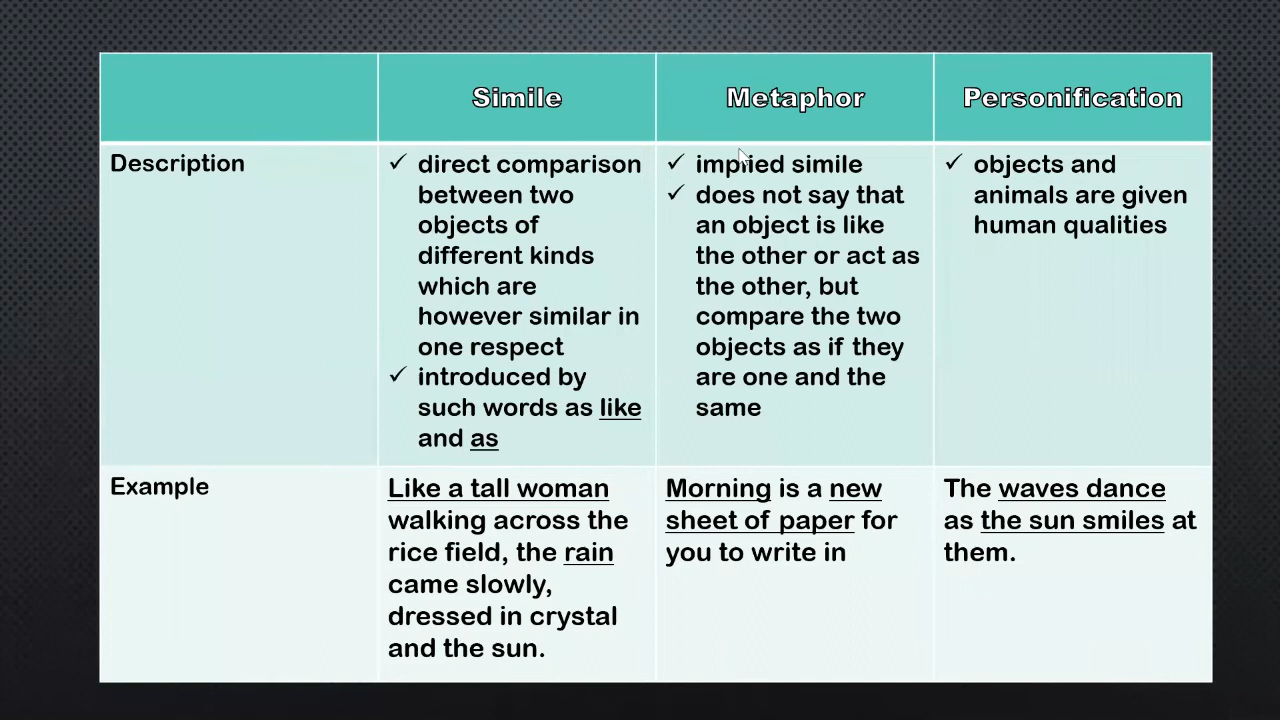 Simile
Metaphor
Personification
Description
✓ direct comparison
between two
objects of
different kinds
which are
however similar in
one respect
✓ introduced by
such words as like
and as
✓ implied simile
✓ does not say that
an object is like
the other or act as
the other, but
compare the two
objects as if they
are one and the
same
✓ objects and
animals are given
human qualities
Example
Like a tall woman
walking across the
rice field, the rain
came slowly,
dressed in crystal
and the sun.
Morning is a new
sheet of paper for
you to write in
The waves dance
as the sun smiles at
them.